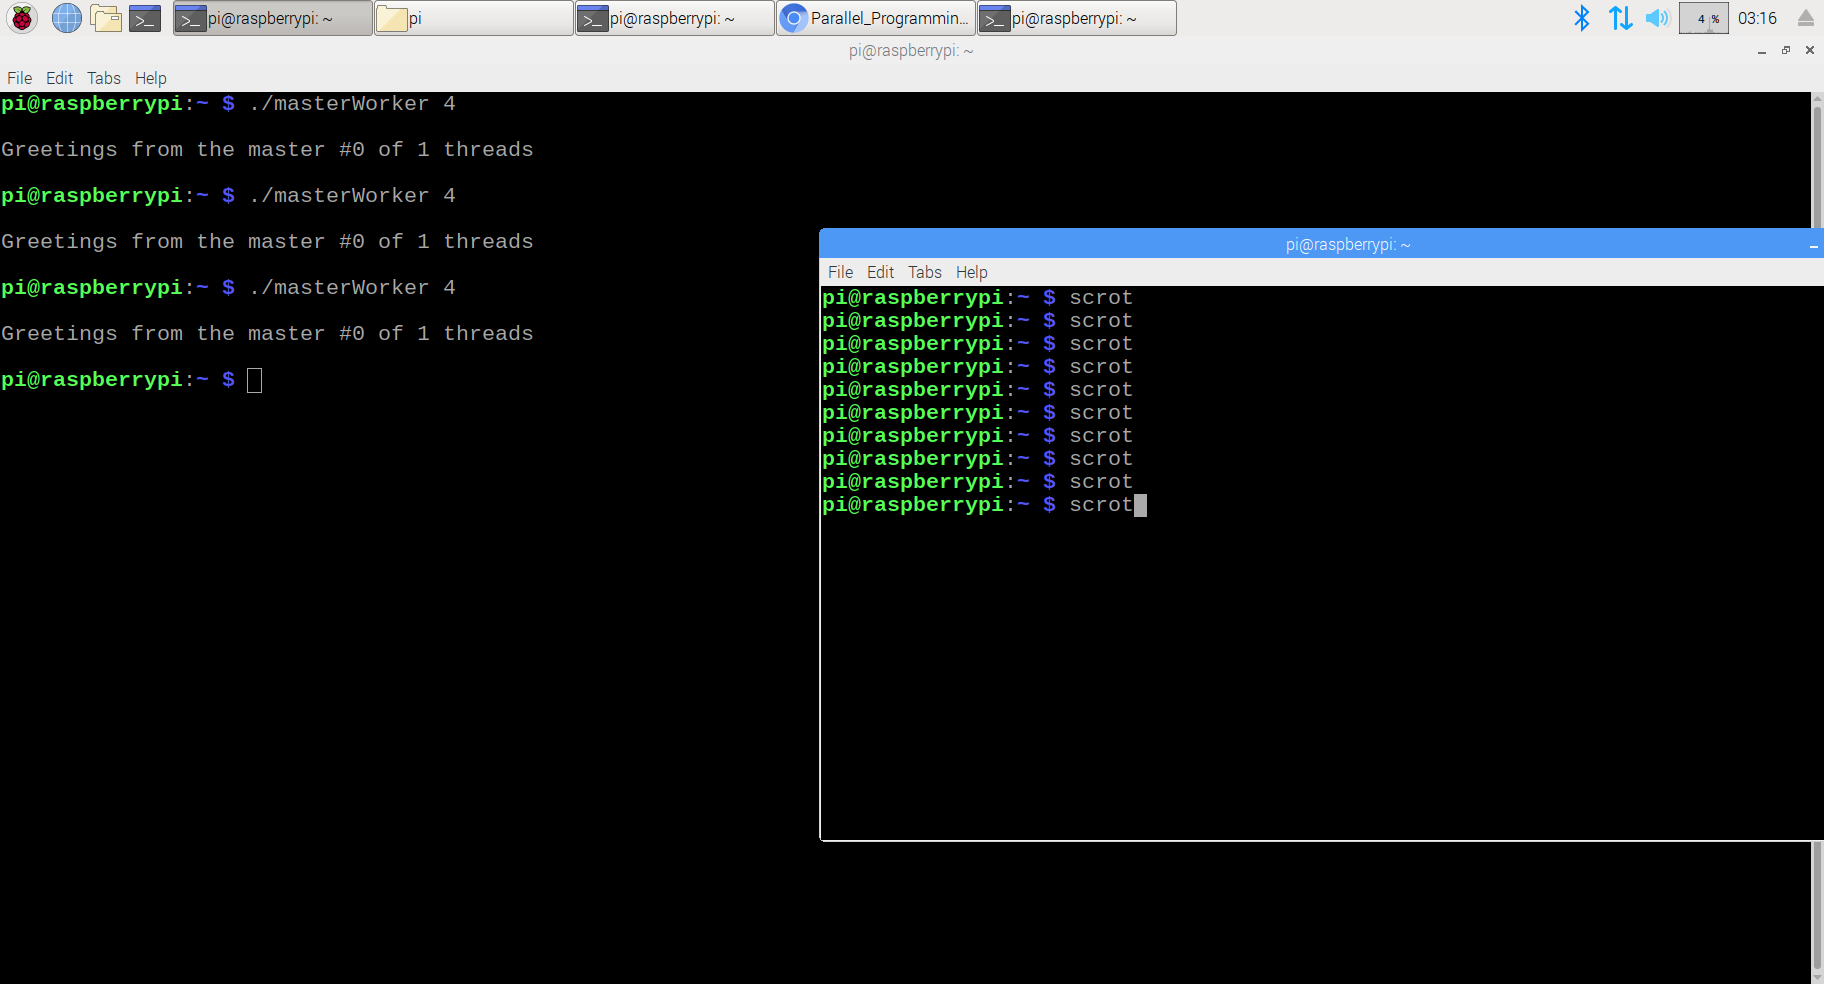 pi@raspberrypi: ~
pi
pi@raspberrypi: ~
Parallel_Programmin...
pi@raspberrypi: ~
4 %
03:16
pi@raspberrypi: ~
File Edit Tabs Help
pi@raspberrypi:~ $ ./masterWorker 4
Greetings from the master #0 of 1 threads
pi@raspberrypi:~ $ ./masterWorker 4
Greetings from the master #0 of 1 threads
pi@raspberrypi:~ $ ./masterWorker 4
Greetings from the master #0 of 1 threads
pi@raspberrypi:~ $
pi@raspberrypi: ~
File Edit Tabs Help
pi@raspberrypi:~ $ scrot
pi@raspberrypi:~ $ scrot
pi@raspberrypi:~ $ scrot
pi@raspberrypi:~ $ scrot
pi@raspberrypi:~ $ scrot
pi@raspberrypi:~ $ scrot
pi@raspberrypi:~ $ scrot
pi@raspberrypi:~ $ scrot
pi@raspberrypi:~ $ scrot
pi@raspberrypi:~ $ scrot